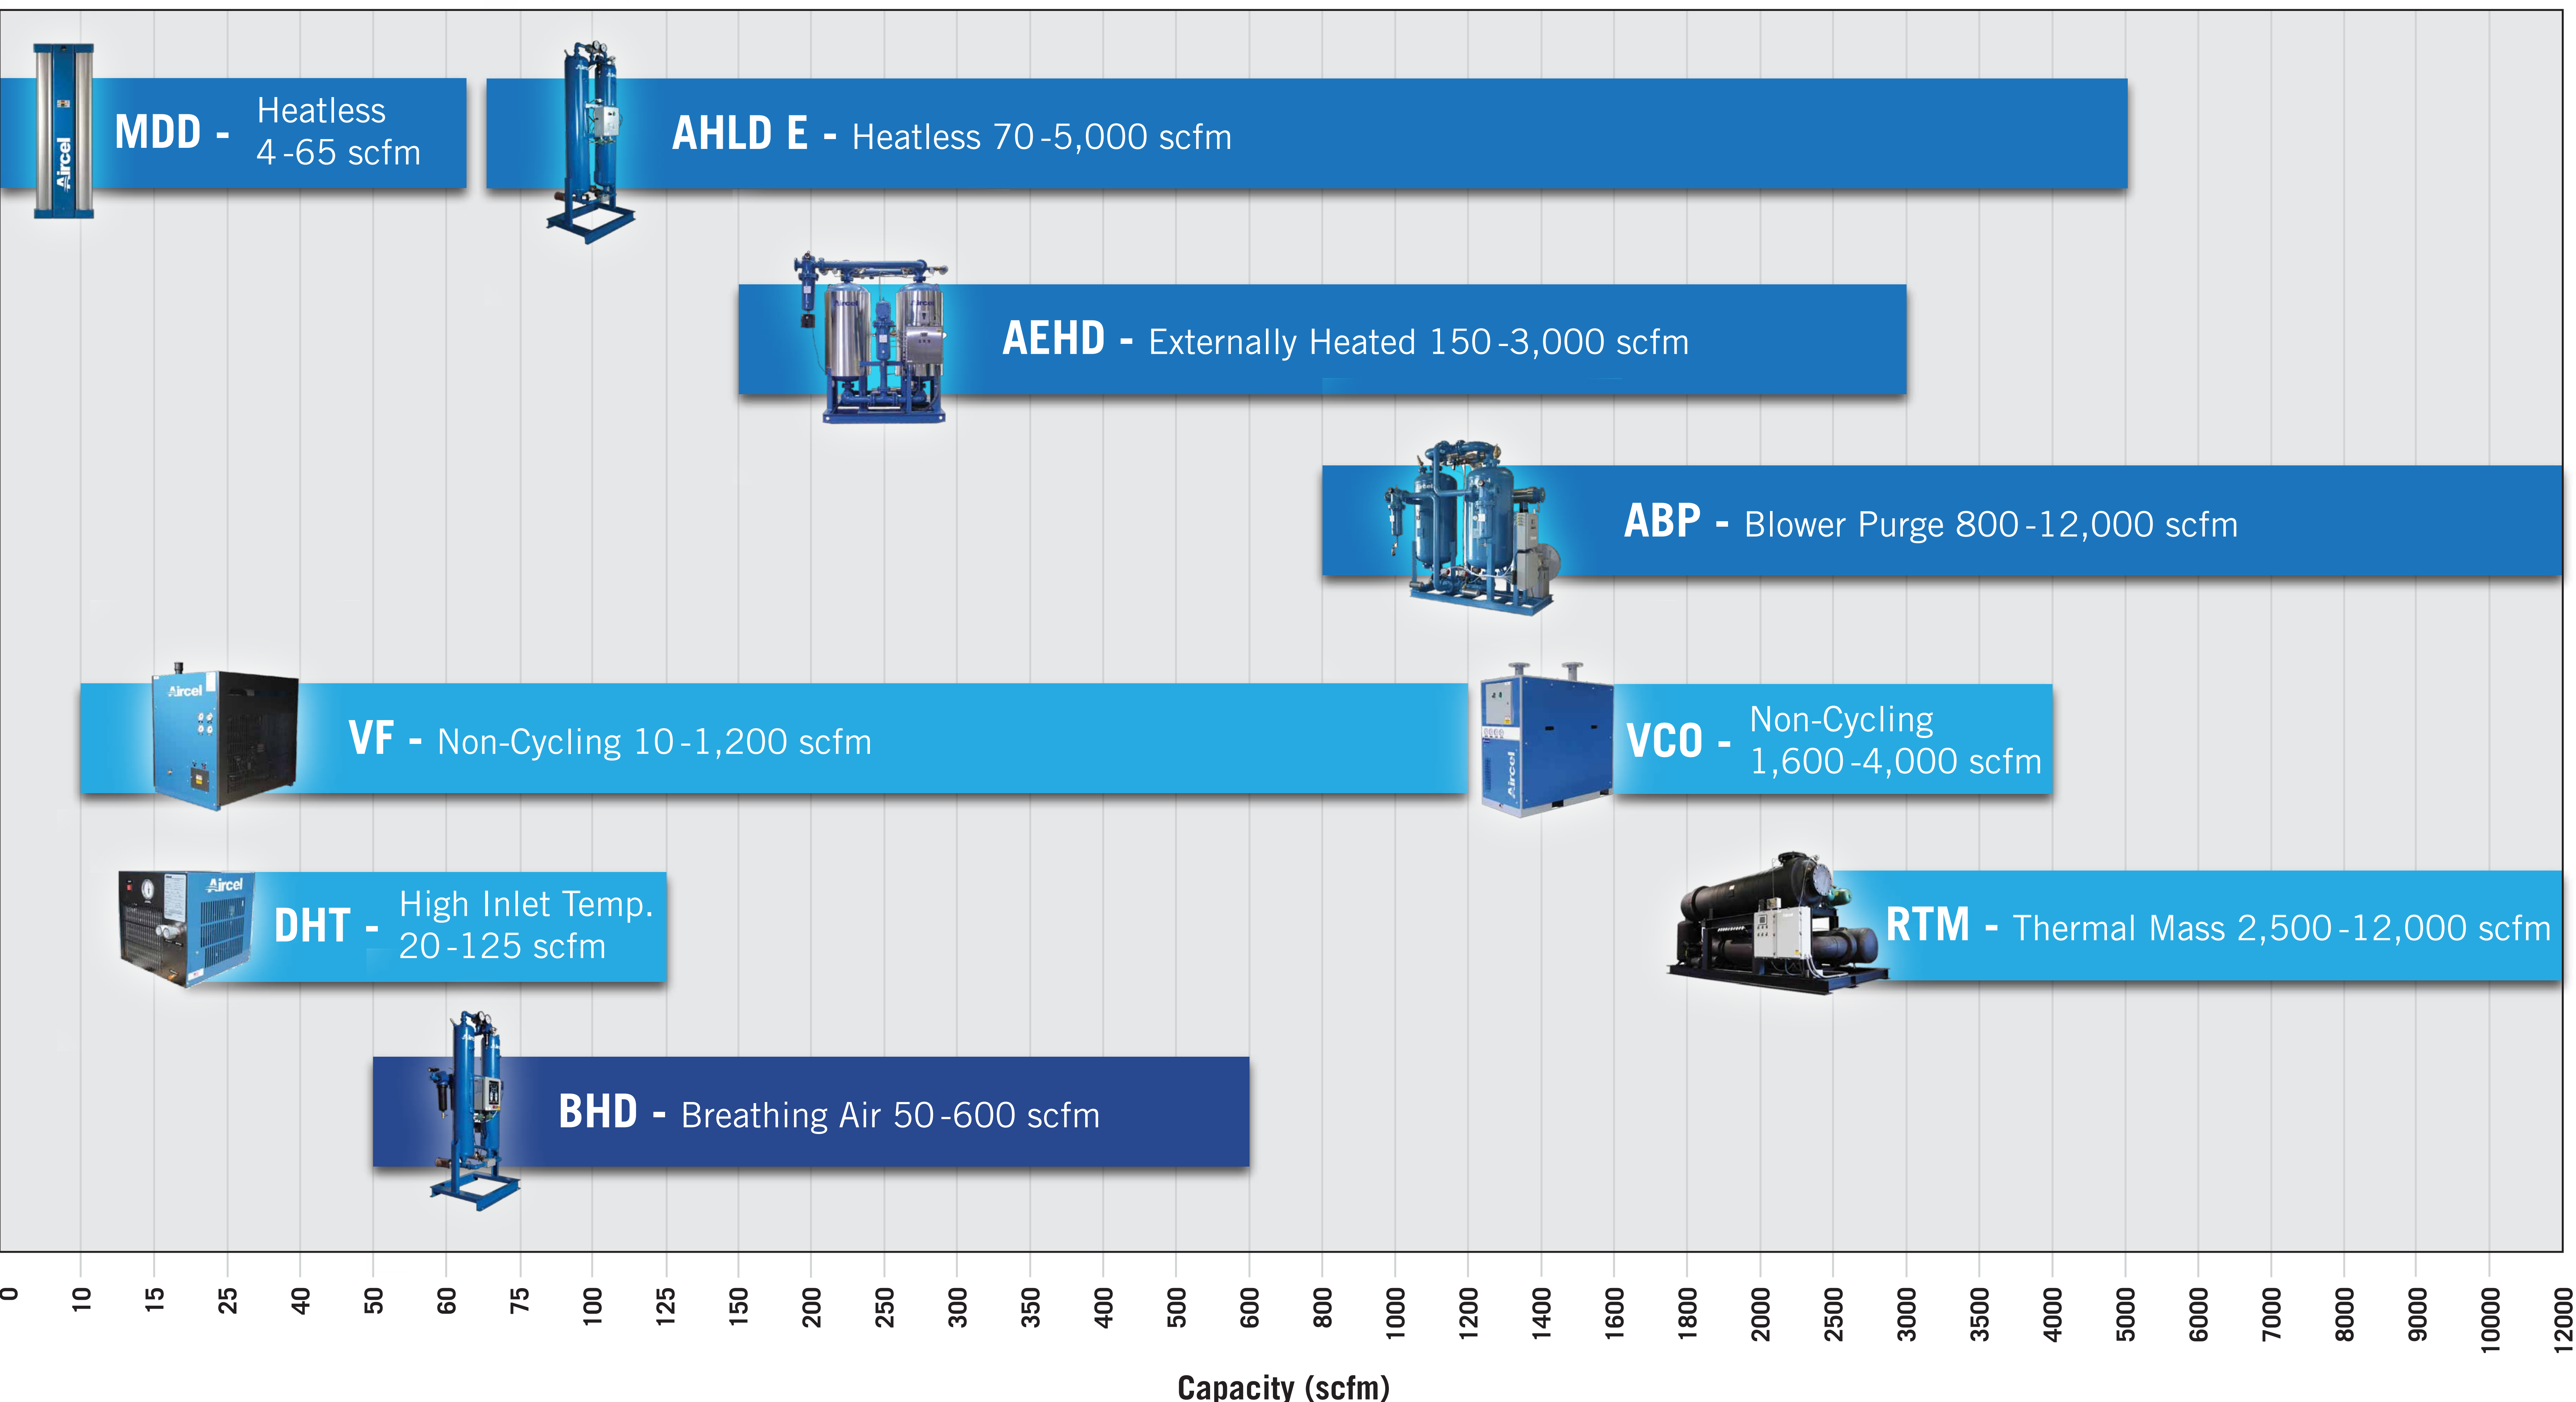 Aircel
MDD -
Heatless
4-65 scfm
AHLD E - Heatless 70-5,000 scfm
AEHD - Externally Heated 150-3,000 scfm
ABP - Blower Purge 800-12,000 scfm
Aircel
VF - Non-Cycling 10-1,200 scfm
Aircel
VCO -
Non-Cycling
1,600-4,000 scfm
Aircel
DHT -
High Inlet Temp.
20-125 scfm
RTM - Thermal Mass 2,500-12,000 scfm
BHD - Breathing Air 50-600 scfm
0 10 15 25 40 50 60 75 100 125 150 200 250 300 350 400 500 600 800 1000 1200 1400 1600 1800 2000 2500 3000 3500 4000 5000 6000 7000 8000 9000 10000 12000
Capacity (scfm)